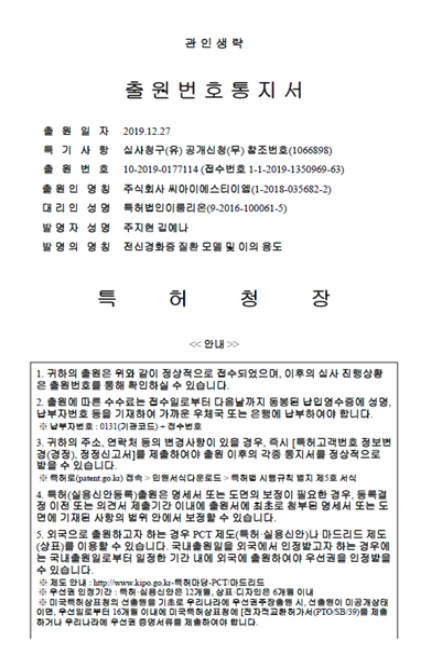 관 인 생 략
출 원 번 호 통 지 서
출 원 일 자 2019.12.27
특 기 사 항 심사청구(유) 공개신청(무) 참조번호(1066898)
출 원 번 호 10-2019-0177114 (접수번호 1-1-2019-1350969-63)
출 원 인 명 칭 주식회사 씨아이에스티이엘(1-2018-035682-2)
대 리 인 성 명 특허법인이룸리온(9-2016-100061-5)
발 명 자 성 명 주지현 김예나
발 명 의 명 칭 전신경화증 질환 모델 및 이의 용도
특 허 청 장
<< 안내 >>
1. 귀하의 출원은 위와 같이 정상적으로 접수되었으며, 이후의 심사 진행상황
은 출원번호를 통해 확인하실 수 있습니다.
2. 출원에 따른 수수료는 접수일로부터 다음날까지 동봉된 납입영수증에 성명,
납부자번호 등을 기재하여 가까운 우체국 또는 은행에 납부하여야 합니다.
※ 납부자번호 : 0131(기관코드) + 접수번호
3. 귀하의 주소, 연락처 등의 변경사항이 있을 경우, 즉시 [특허고객번호 정보변
경(경정), 정정신고서]를 제출하여야 출원 이후의 각종 통지서를 정상적으로
받을 수 있습니다.
※ 특허로(patent.go.kr) 접속 > 민원서식다운로드 > 특허법 시행규칙 별지 제5호 서식
4. 특허(실용신안등록)출원은 명세서 또는 도면의 보정이 필요한 경우, 등록결
정 이전 또는 의견서 제출기간 이내에 출원서에 최초로 첨부된 명세서 또는 도
면에 기재된 사항의 범위 안에서 보정할 수 있습니다.
5. 외국으로 출원하고자 하는 경우 PCT 제도(특허·실용신안)나 마드리드 제도
(상표)를 이용할 수 있습니다. 국내출원일을 외국에서 인정받고자 하는 경우에
는 국내출원일로부터 일정한 기간 내에 외국에 출원하여야 우선권을 인정받을
수 있습니다.
※ 제도 안내 : http://www.kipo.go.kr-특허마당-PCT/마드리드
※ 우선권 인정기간 : 특허·실용신안은 12개월, 상표·디자인은 6개월 이내
※ 미국특허상표청의 선출원을 기초로 우리나라에 우선권주장출원 시, 선출원이 미공개상태
이면, 우선일로부터 16개월 이내에 미국특허상표청에 [전자적교환허가서(PTO/SB/39)를 제출
하거나 우리나라에 우선권 증명서류를 제출하여야 합니다.